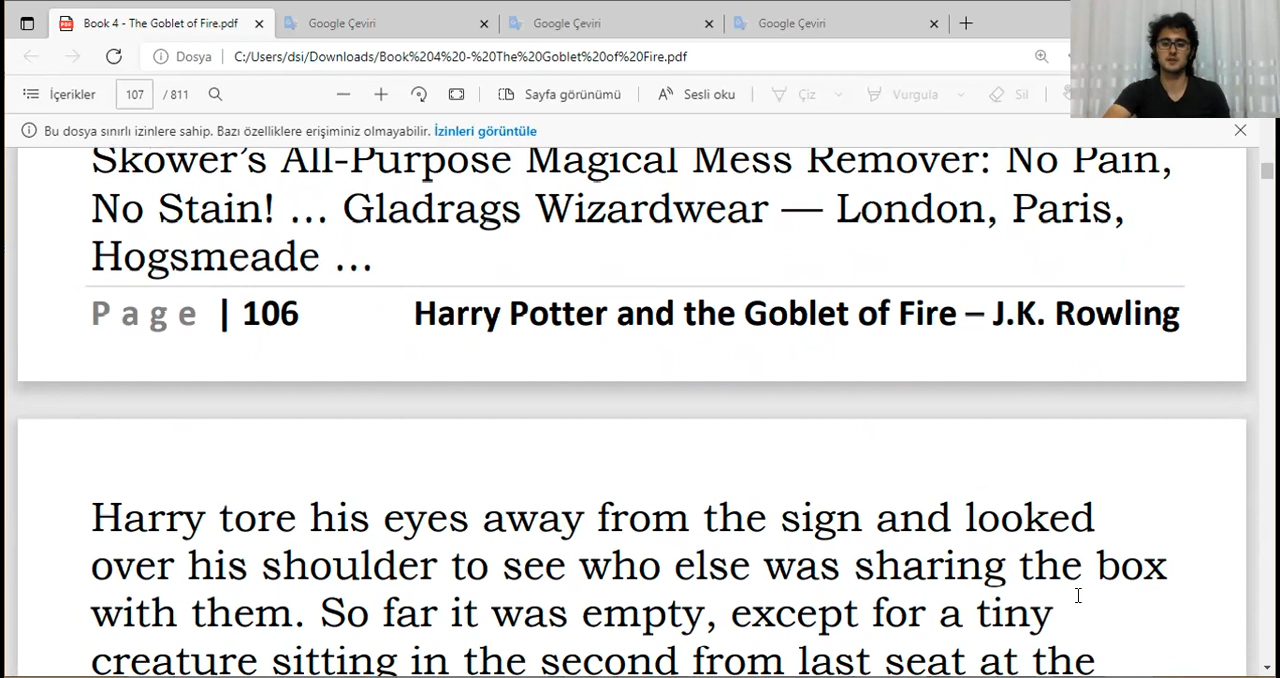 Book 4 - The Goblet of Fire.pdf
Google Çeviri
Google Çeviri
Google Çeviri
Dosya
C:/Users/dsi/Downloads/Book%204%20-%20The%20Goblet%20of%20Fire.pdf
İçerikler 107 / 811 Sayfa görünümü Sesli oku Çiz Vurgula Sil
Bu dosya sınırlı izinlere sahip. Bazı özelliklere erişiminiz olmayabilir. İzinleri görüntüle
Skower's All-Purpose Magical Mess Remover: No Pain,
No Stain! … Gladrags Wizardwear — London, Paris,
Hogsmeade …
Page | 106 Harry Potter and the Goblet of Fire – J.K. Rowling
Harry tore his eyes away from the sign and looked
over his shoulder to see who else was sharing the box
with them. So far it was empty, except for a tiny
creature sitting in the second from last seat at the